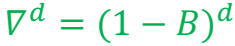 ∇ᵈ = (1 − B)ᵈ